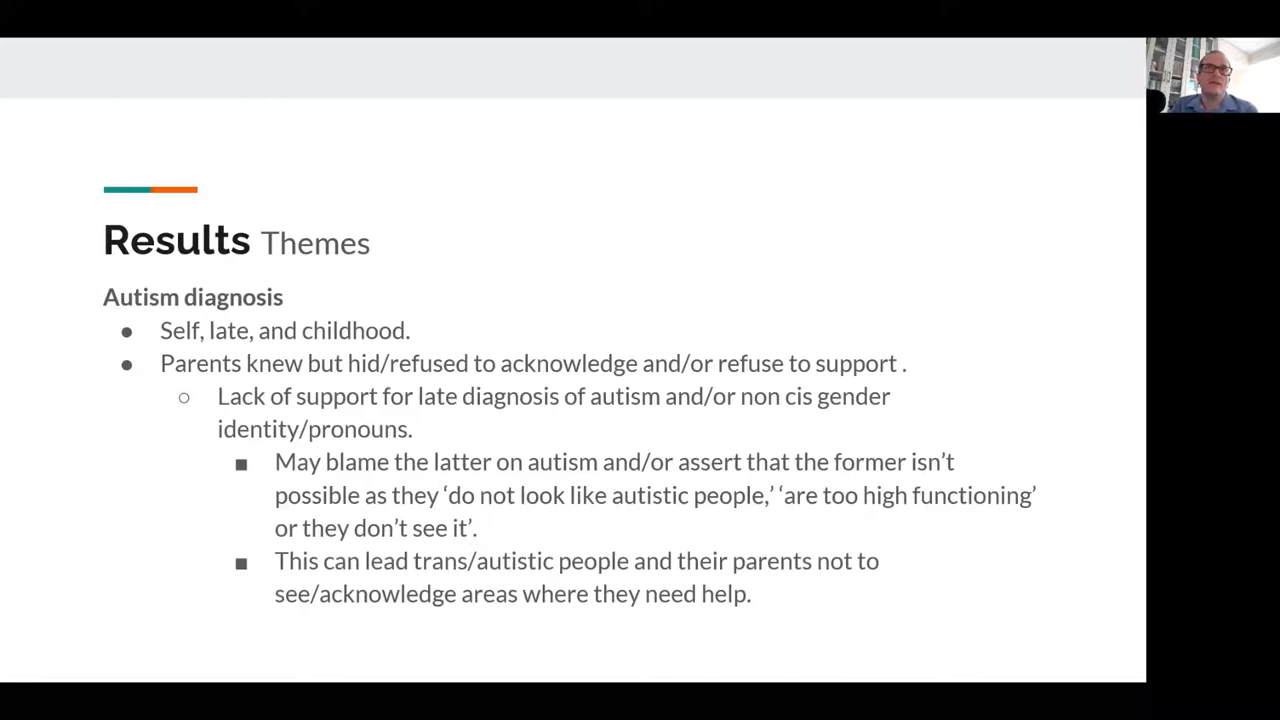 Results Themes
Autism diagnosis
● Self, late, and childhood.
● Parents knew but hid/refused to acknowledge and/or refuse to support .
○ Lack of support for late diagnosis of autism and/or non cis gender
identity/pronouns.
■ May blame the latter on autism and/or assert that the former isn’t
possible as they ‘do not look like autistic people,’ ‘are too high functioning’
or they don’t see it’.
■ This can lead trans/autistic people and their parents not to
see/acknowledge areas where they need help.